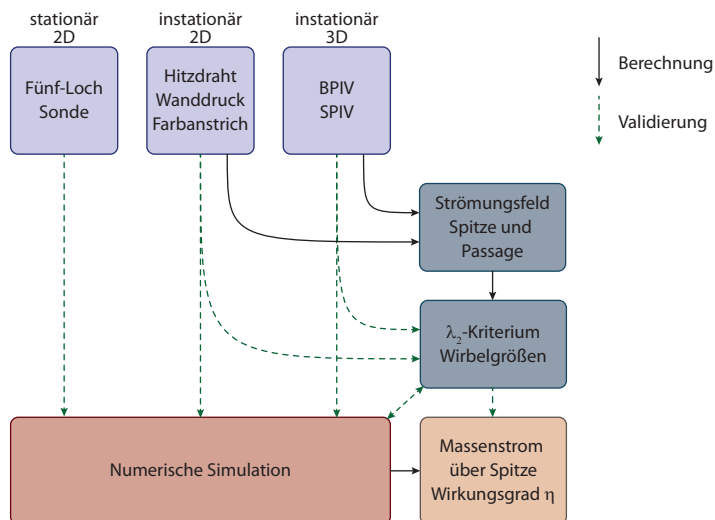 stationär
2D
instationär
2D
instationär
3D
Fünf-Loch
Sonde
Hitzdraht
Wanddruck
Farbanstrich
BPIV
SPIV
Berechnung
Validierung
Strömungsfeld
Spitze und
Passage
λ₂-Kriterium
Wirbelgrößen
Numerische Simulation
Massenstrom
über Spitze
Wirkungsgrad η